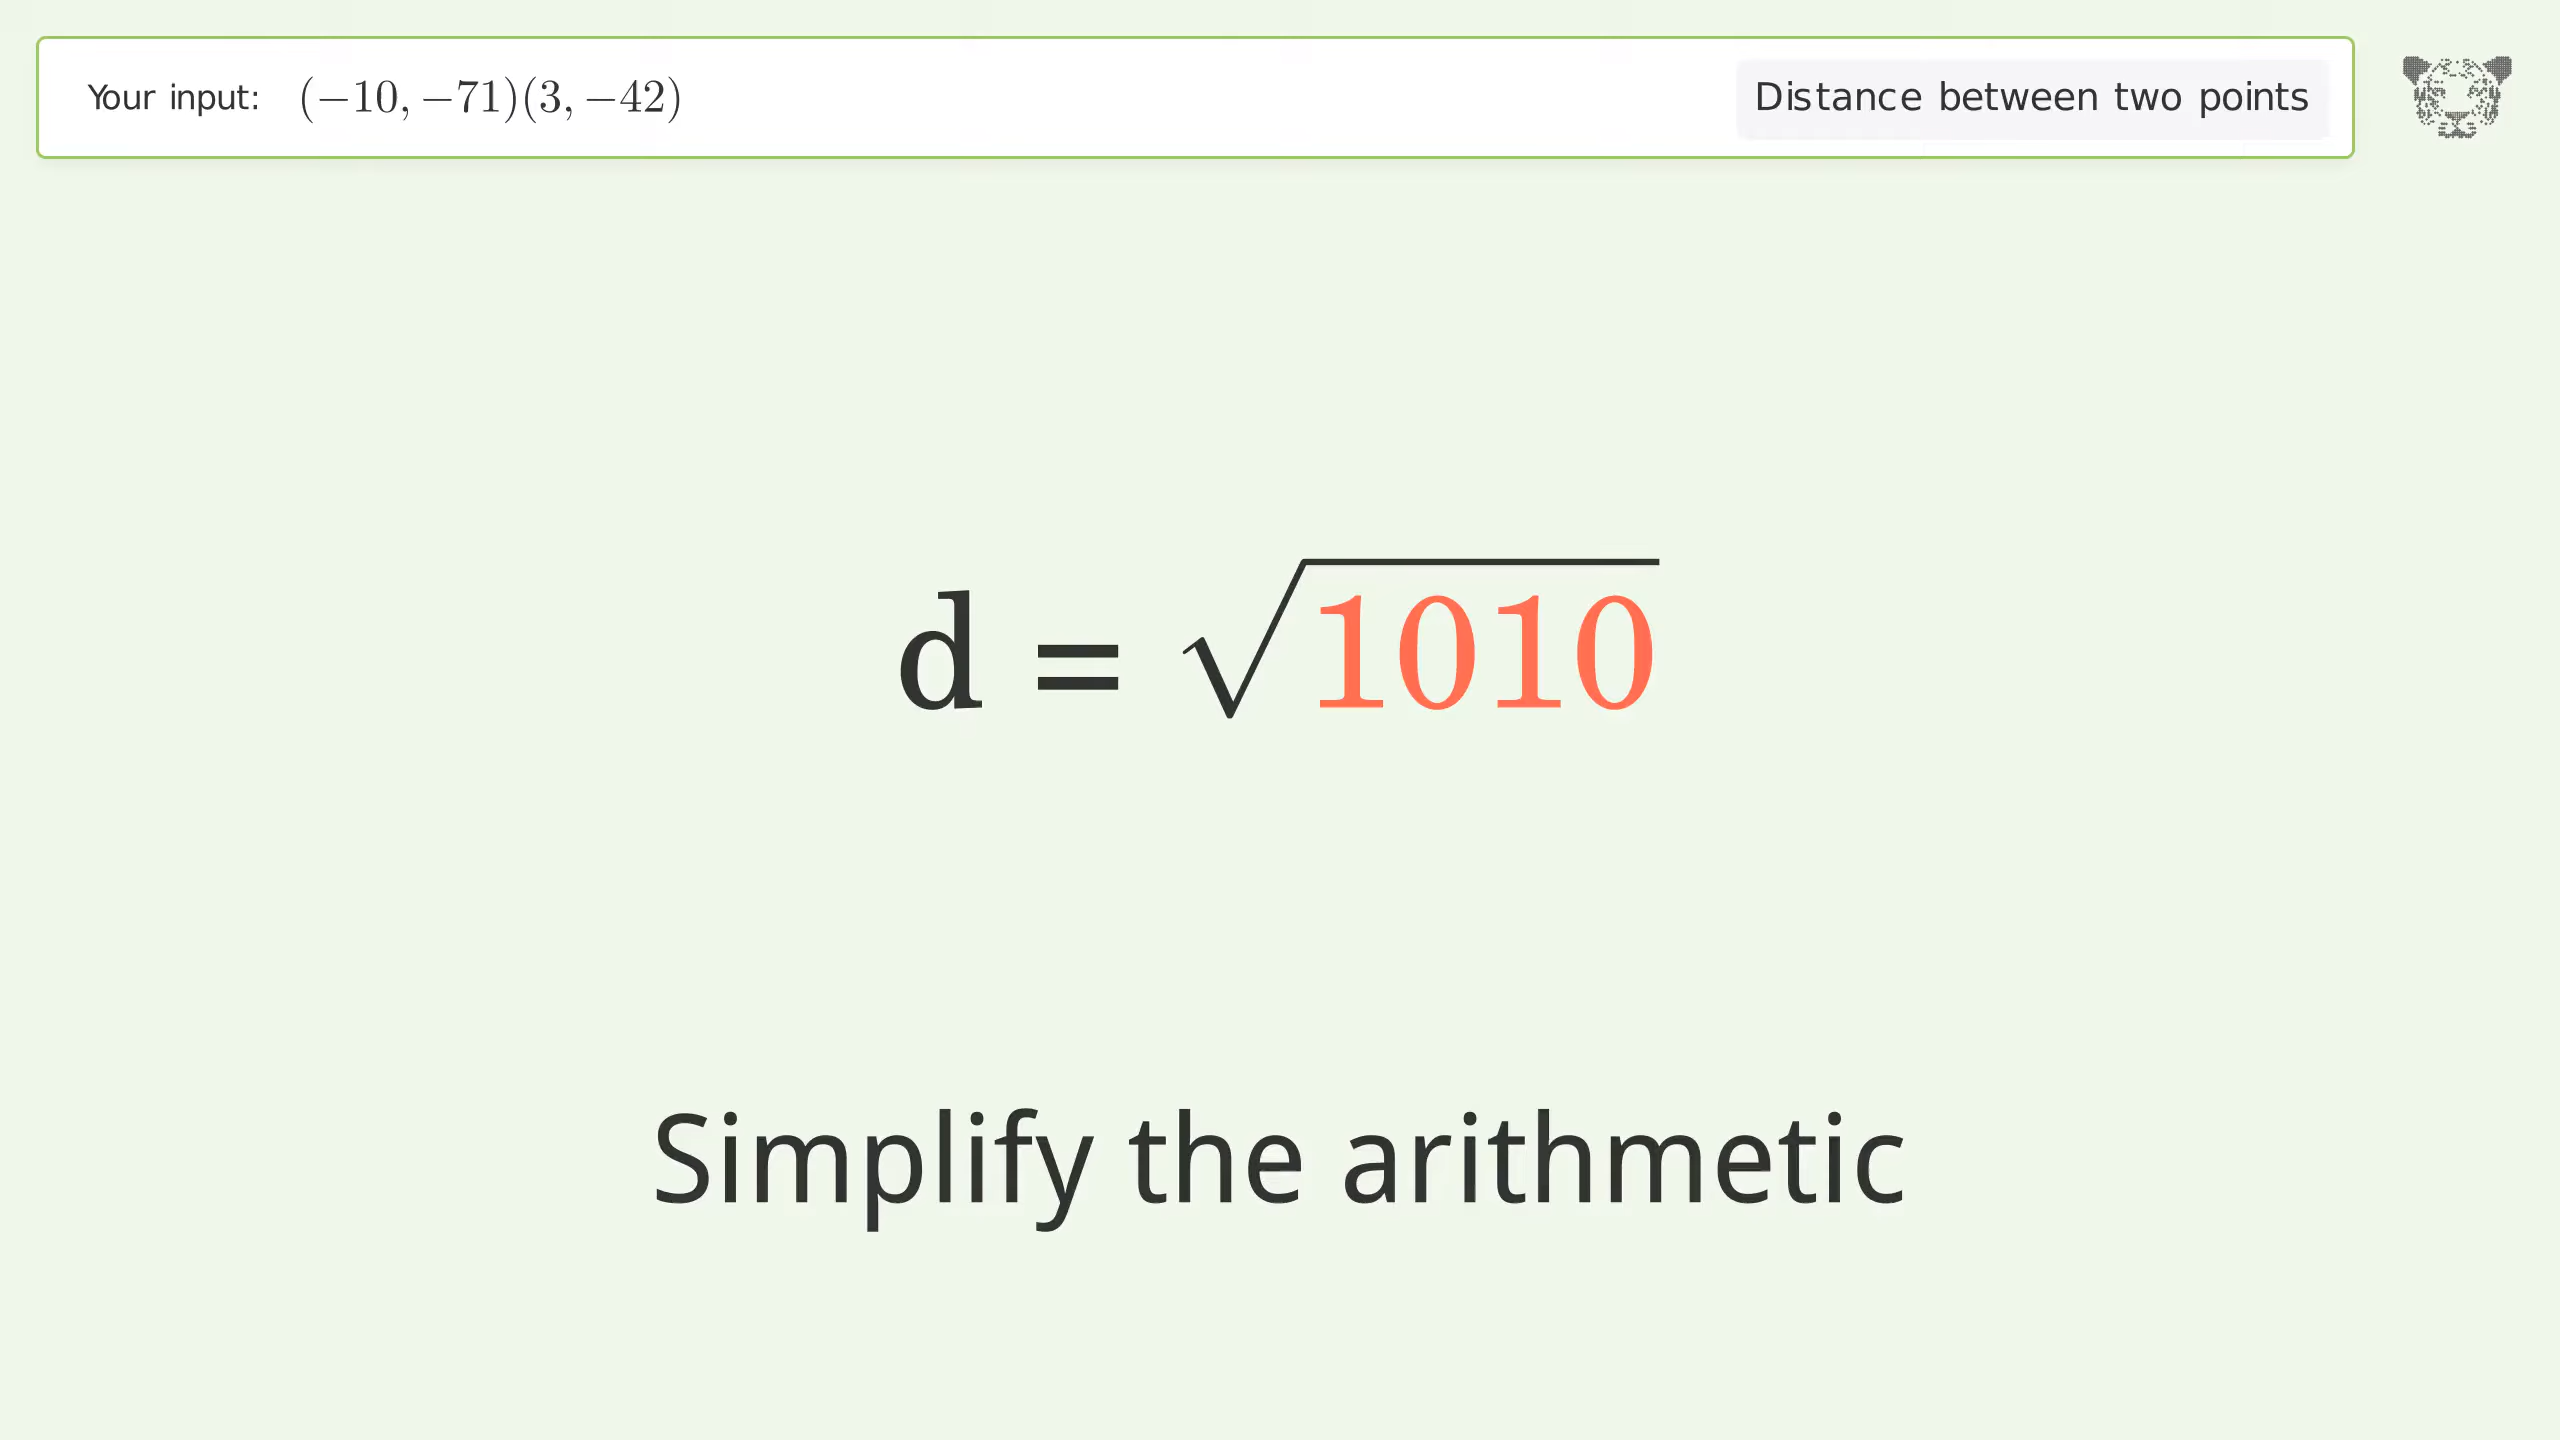 Your input: (−10, −71)(3, −42)
Distance between two points
d = √1010
Simplify the arithmetic